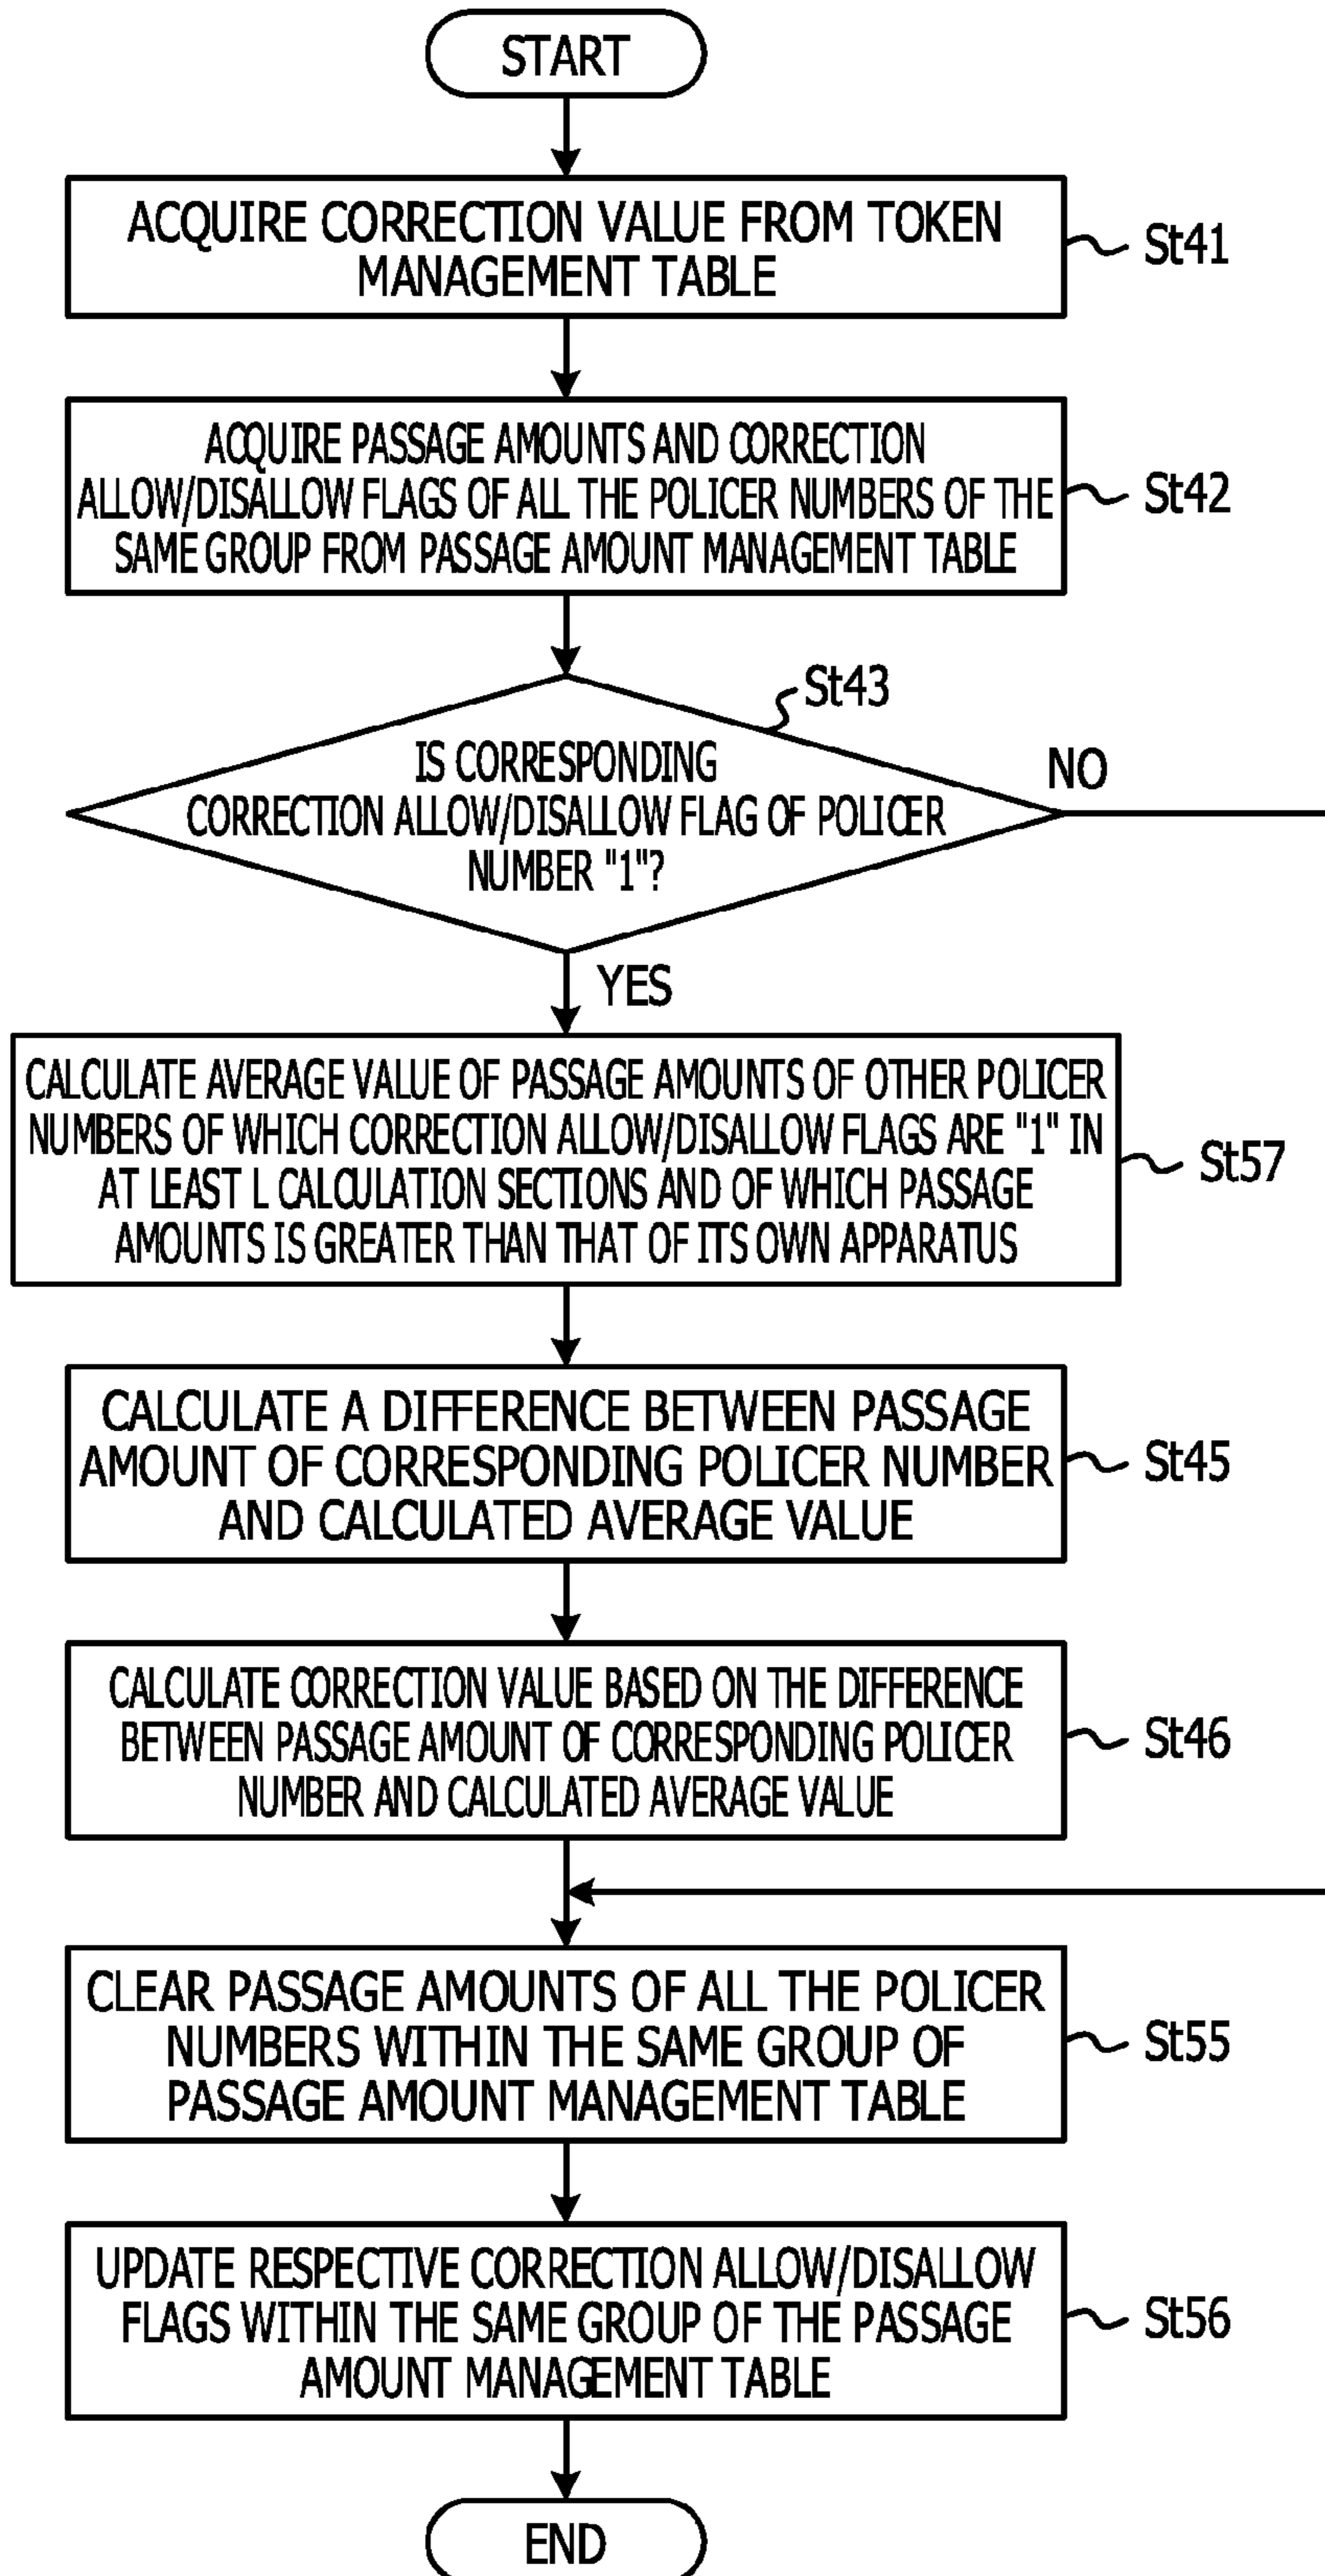 START
ACQUIRE CORRECTION VALUE FROM TOKEN
MANAGEMENT TABLE
St41
ACQUIRE PASSAGE AMOUNTS AND CORRECTION
ALLOW/DISALLOW FLAGS OF ALL THE POLICER NUMBERS OF THE
SAME GROUP FROM PASSAGE AMOUNT MANAGEMENT TABLE
St42
St43
IS CORRESPONDING
CORRECTION ALLOW/DISALLOW FLAG OF POLICER
NUMBER "1"?
NO
YES
CALCULATE AVERAGE VALUE OF PASSAGE AMOUNTS OF OTHER POLICER
NUMBERS OF WHICH CORRECTION ALLOW/DISALLOW FLAGS ARE "1" IN
AT LEAST L CALCULATION SECTIONS AND OF WHICH PASSAGE
AMOUNTS IS GREATER THAN THAT OF ITS OWN APPARATUS
St57
CALCULATE A DIFFERENCE BETWEEN PASSAGE
AMOUNT OF CORRESPONDING POLICER NUMBER
AND CALCULATED AVERAGE VALUE
St45
CALCULATE CORRECTION VALUE BASED ON THE DIFFERENCE
BETWEEN PASSAGE AMOUNT OF CORRESPONDING POLICER
NUMBER AND CALCULATED AVERAGE VALUE
St46
CLEAR PASSAGE AMOUNTS OF ALL THE POLICER
NUMBERS WITHIN THE SAME GROUP OF
PASSAGE AMOUNT MANAGEMENT TABLE
St55
UPDATE RESPECTIVE CORRECTION ALLOW/DISALLOW
FLAGS WITHIN THE SAME GROUP OF THE PASSAGE
AMOUNT MANAGEMENT TABLE
St56
END